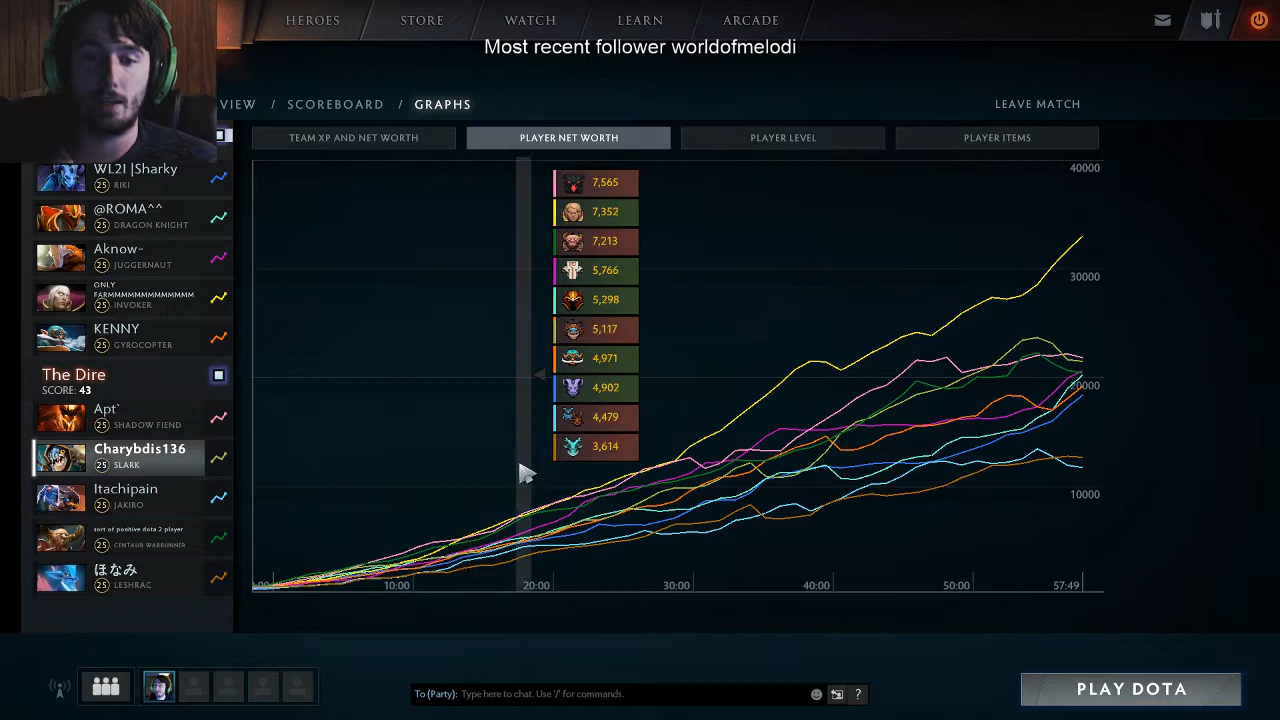 HEROES
STORE
WATCH
LEARN
ARCADE
Most recent follower worldofmelodi
VIEW / SCOREBOARD / GRAPHS
LEAVE MATCH
TEAM XP AND NET WORTH
PLAYER NET WORTH
PLAYER LEVEL
PLAYER ITEMS
WL2I |Sharky
25 RIKI
@ROMA^^
25 DRAGON KNIGHT
Aknow~
25 JUGGERNAUT
ONLY
FARMMMMMMMMMMMMM
25 INVOKER
KENNY
25 GYROCOPTER
The Dire
SCORE: 43
Apt`
25 SHADOW FIEND
Charybdis136
25 SLARK
Itachipain
25 JAKIRO
sort of positive dota 2 player
25 CENTAUR WARRUNNER
ほなみ
25 LESHRAC
7,565
7,352
7,213
5,766
5,298
5,117
4,971
4,902
4,479
3,614
40000
30000
20000
10000
:00
10:00
20:00
30:00
40:00
50:00
57:49
To (Party): Type here to chat. Use '/' for commands.
?
PLAY DOTA